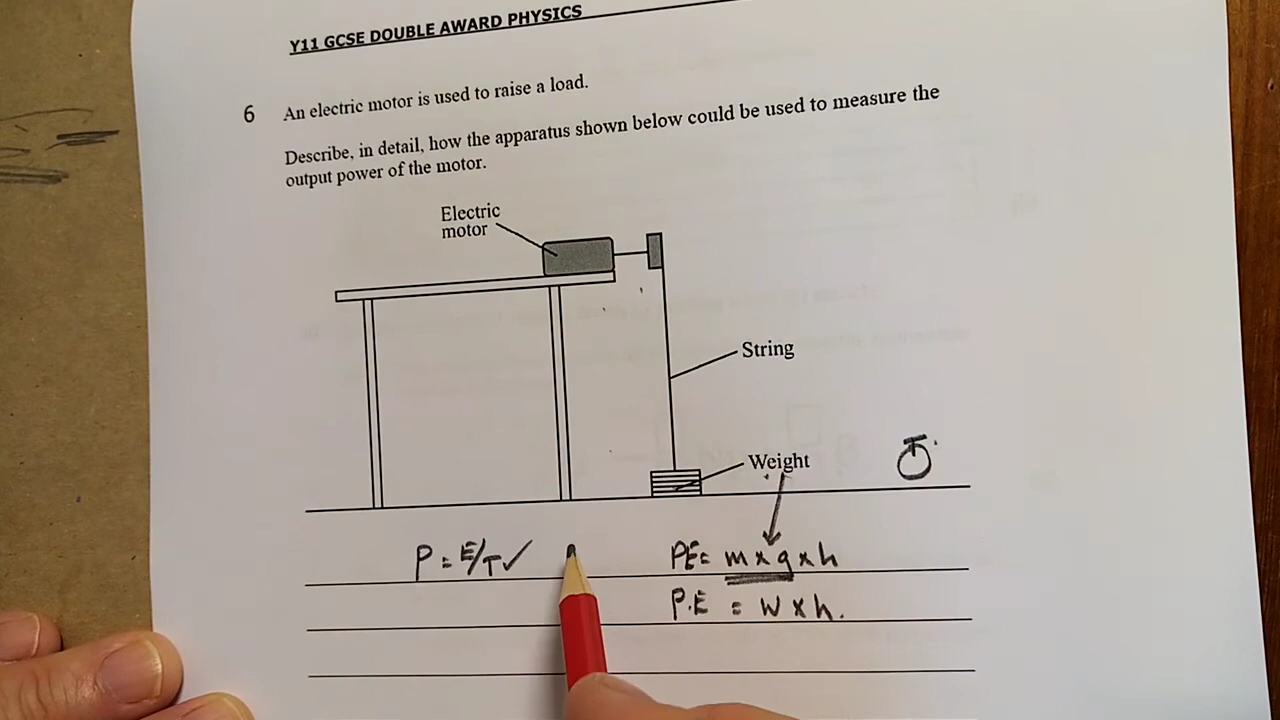 Y11 GCSE DOUBLE AWARD PHYSICS
6 An electric motor is used to raise a load.
Describe, in detail, how the apparatus shown below could be used to measure the
output power of the motor.
Electric
motor
String
Weight
P = E/T ✓
PE = m x g x h
P.E = W x h.